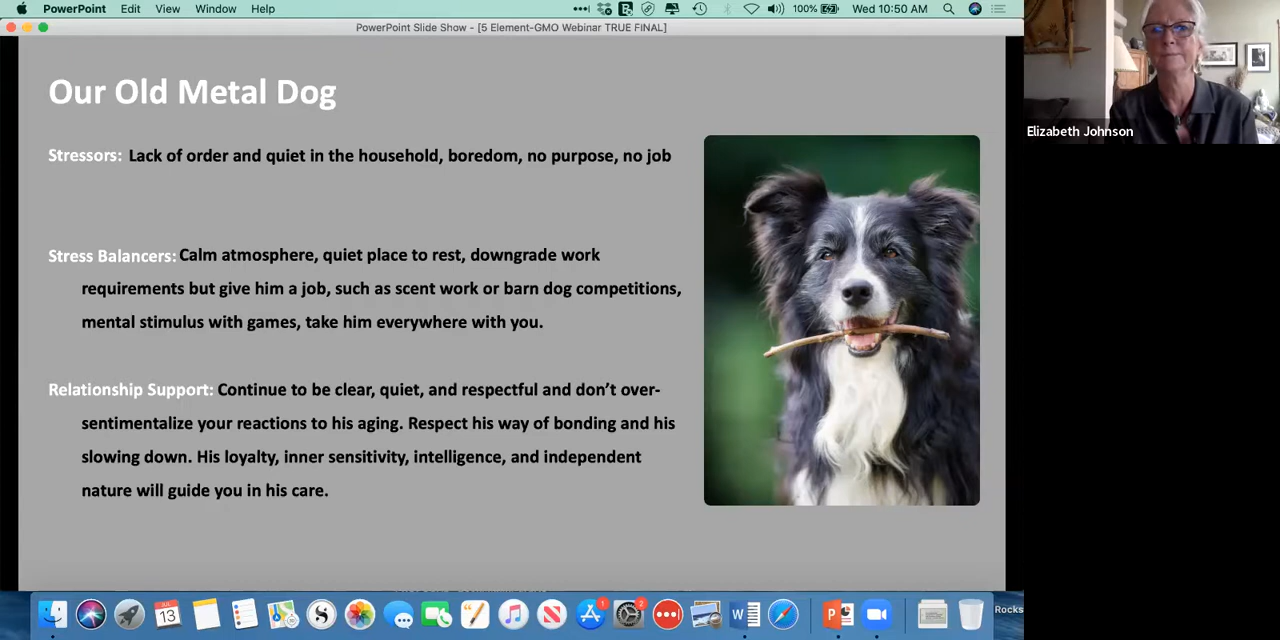 PowerPoint Edit View Window Help 100% Wed 10:50 AM
PowerPoint Slide Show - [5 Element-GMO Webinar TRUE FINAL]
Our Old Metal Dog
Stressors: Lack of order and quiet in the household, boredom, no purpose, no job
Stress Balancers: Calm atmosphere, quiet place to rest, downgrade work
requirements but give him a job, such as scent work or barn dog competitions,
mental stimulus with games, take him everywhere with you.
Relationship Support: Continue to be clear, quiet, and respectful and don’t over-
sentimentalize your reactions to his aging. Respect his way of bonding and his
slowing down. His loyalty, inner sensitivity, intelligence, and independent
nature will guide you in his care.
Elizabeth Johnson
13
1
2
Rocks